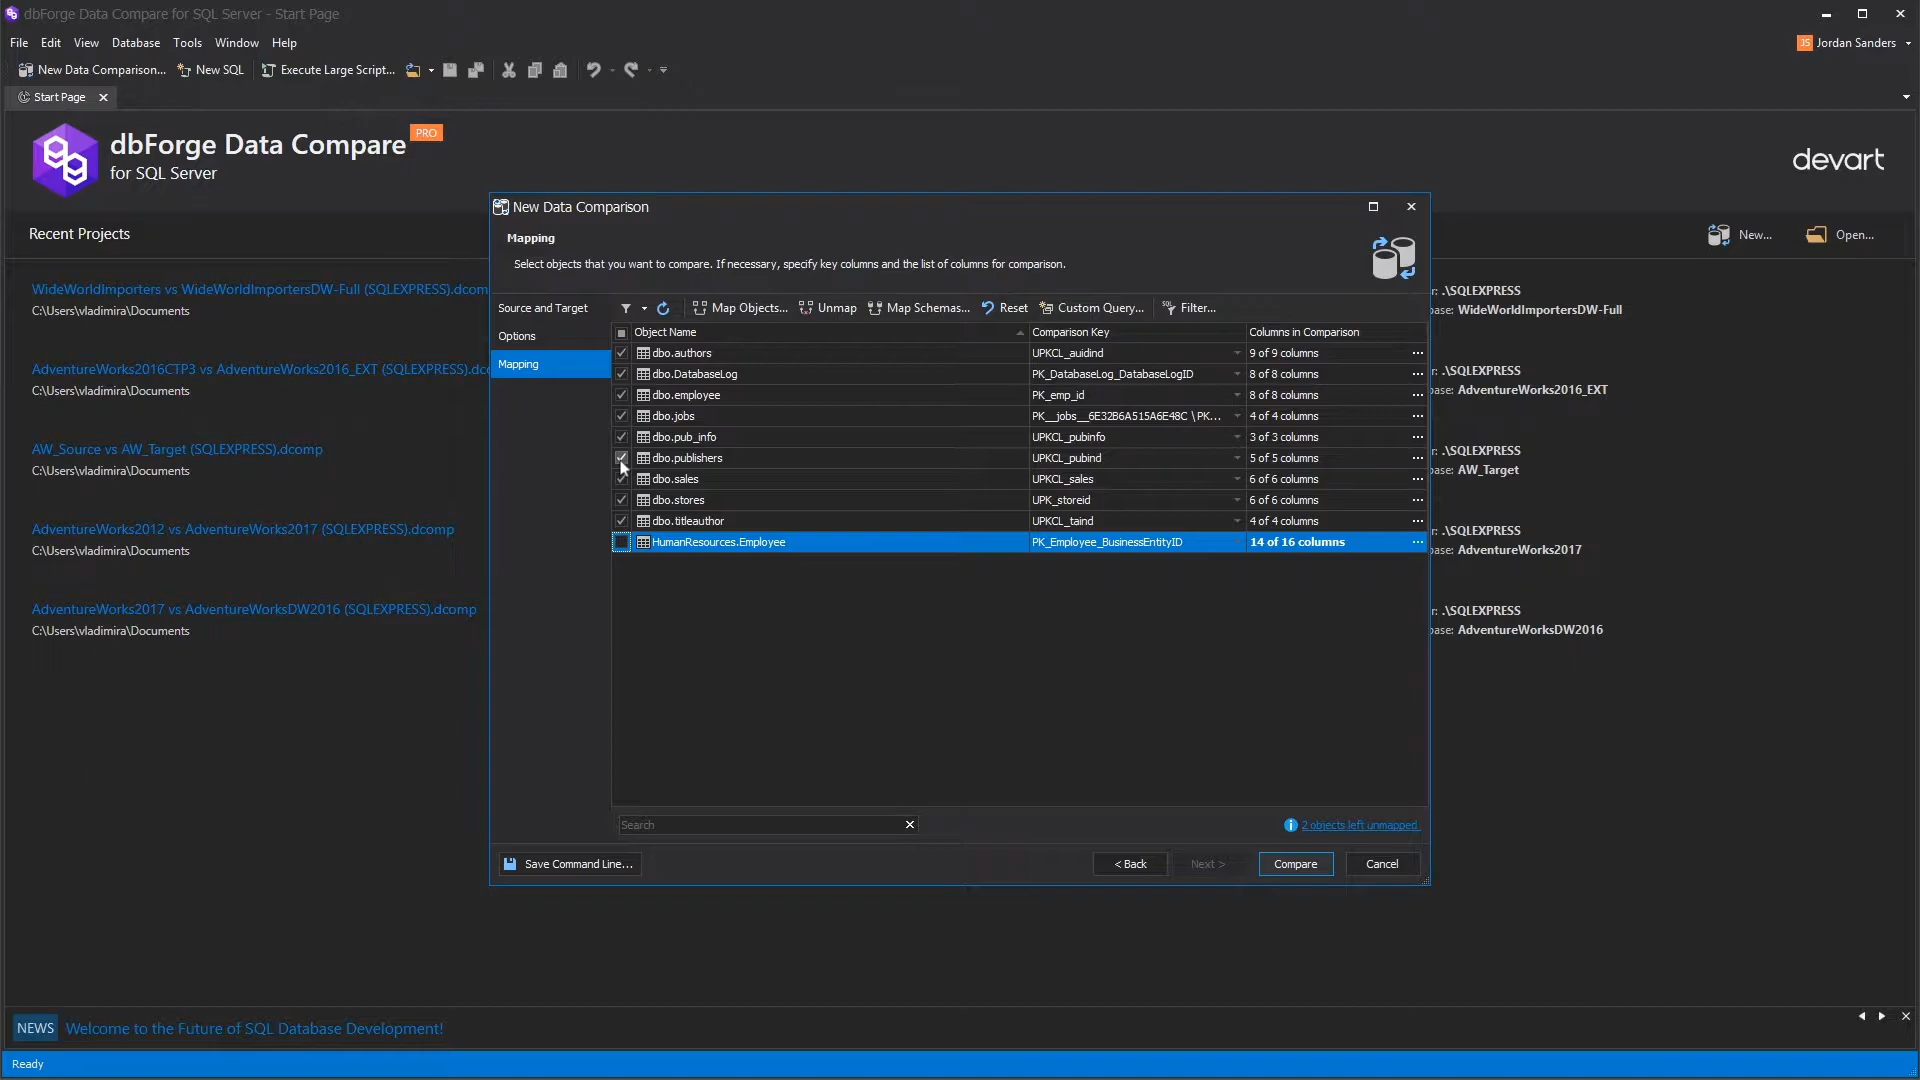 dbForge Data Compare for SQL Server - Start Page
File Edit View Database Tools Window Help
JS Jordan Sanders
New Data Comparison... New SQL Execute Large Script...
Start Page
dbForge Data Compare PRO
for SQL Server
devart
Recent Projects
New... Open...
WideWorldImporters vs WideWorldImportersDW-Full (SQLEXPRESS).dcom
C:\Users\vladimira\Documents
AdventureWorks2016CTP3 vs AdventureWorks2016_EXT (SQLEXPRESS).dc
C:\Users\vladimira\Documents
AW_Source vs AW_Target (SQLEXPRESS).dcomp
C:\Users\vladimira\Documents
AdventureWorks2012 vs AdventureWorks2017 (SQLEXPRESS).dcomp
C:\Users\vladimira\Documents
AdventureWorks2017 vs AdventureWorksDW2016 (SQLEXPRESS).dcomp
C:\Users\vladimira\Documents
New Data Comparison
Mapping
Select objects that you want to compare. If necessary, specify key columns and the list of columns for comparison.
Source and Target
Options
Mapping
Map Objects... Unmap Map Schemas... Reset Custom Query... Filter...
Object Name Comparison Key Columns in Comparison
dbo.authors UPKCL_auidind 9 of 9 columns ...
dbo.DatabaseLog PK_DatabaseLog_DatabaseLogID 8 of 8 columns ...
dbo.employee PK_emp_id 8 of 8 columns ...
dbo.jobs PK__jobs__6E32B6A515A6E48C \ PK... 4 of 4 columns ...
dbo.pub_info UPKCL_pubinfo 3 of 3 columns ...
dbo.publishers UPKCL_pubind 5 of 5 columns ...
dbo.sales UPKCL_sales 6 of 6 columns ...
dbo.stores UPK_storeid 6 of 6 columns ...
dbo.titleauthor UPKCL_taind 4 of 4 columns ...
HumanResources.Employee PK_Employee_BusinessEntityID 14 of 16 columns ...
Search
2 objects left unmapped
Save Command Line... < Back Next > Compare Cancel
r: .\SQLEXPRESS
base: WideWorldImportersDW-Full
r: .\SQLEXPRESS
base: AdventureWorks2016_EXT
r: .\SQLEXPRESS
base: AW_Target
r: .\SQLEXPRESS
base: AdventureWorks2017
r: .\SQLEXPRESS
base: AdventureWorksDW2016
NEWS Welcome to the Future of SQL Database Development!
Ready